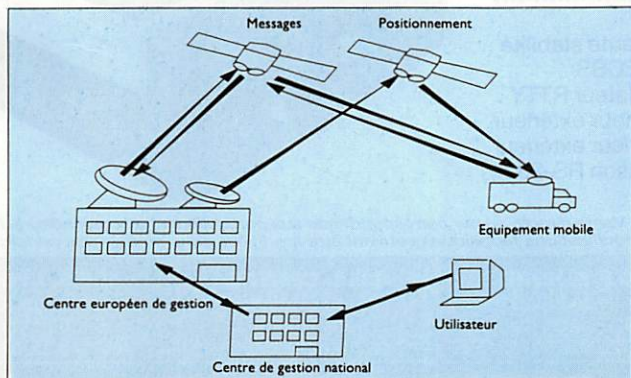 Messages
Positionnement
Equipement mobile
Centre européen de gestion
Utilisateur
Centre de gestion national